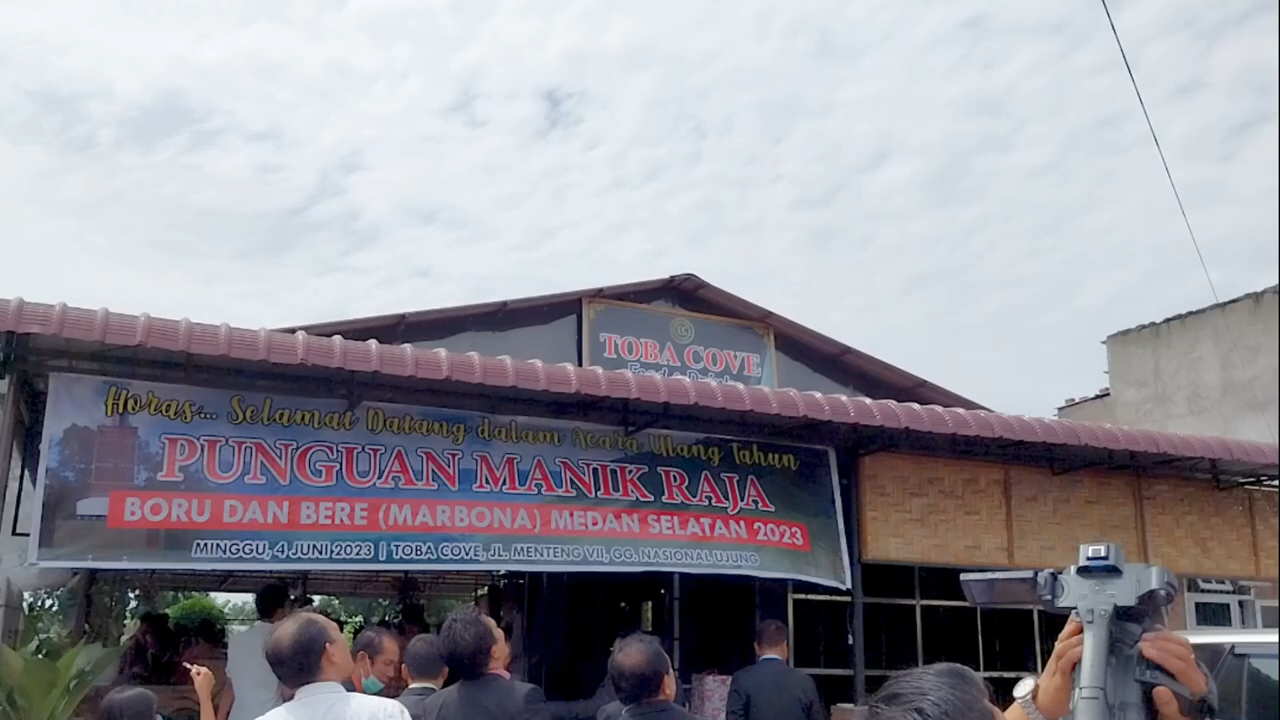 TOBA COVE
Horas... Selamat Datang dalam Acara Ulang Tahun
PUNGUAN MANIK RAJA
BORU DAN BERE (MARBONA) MEDAN SELATAN 2023
MINGGU, 4 JUNI 2023 | TOBA COVE, JL. MENTENG VII, GG. NASIONAL UJUNG